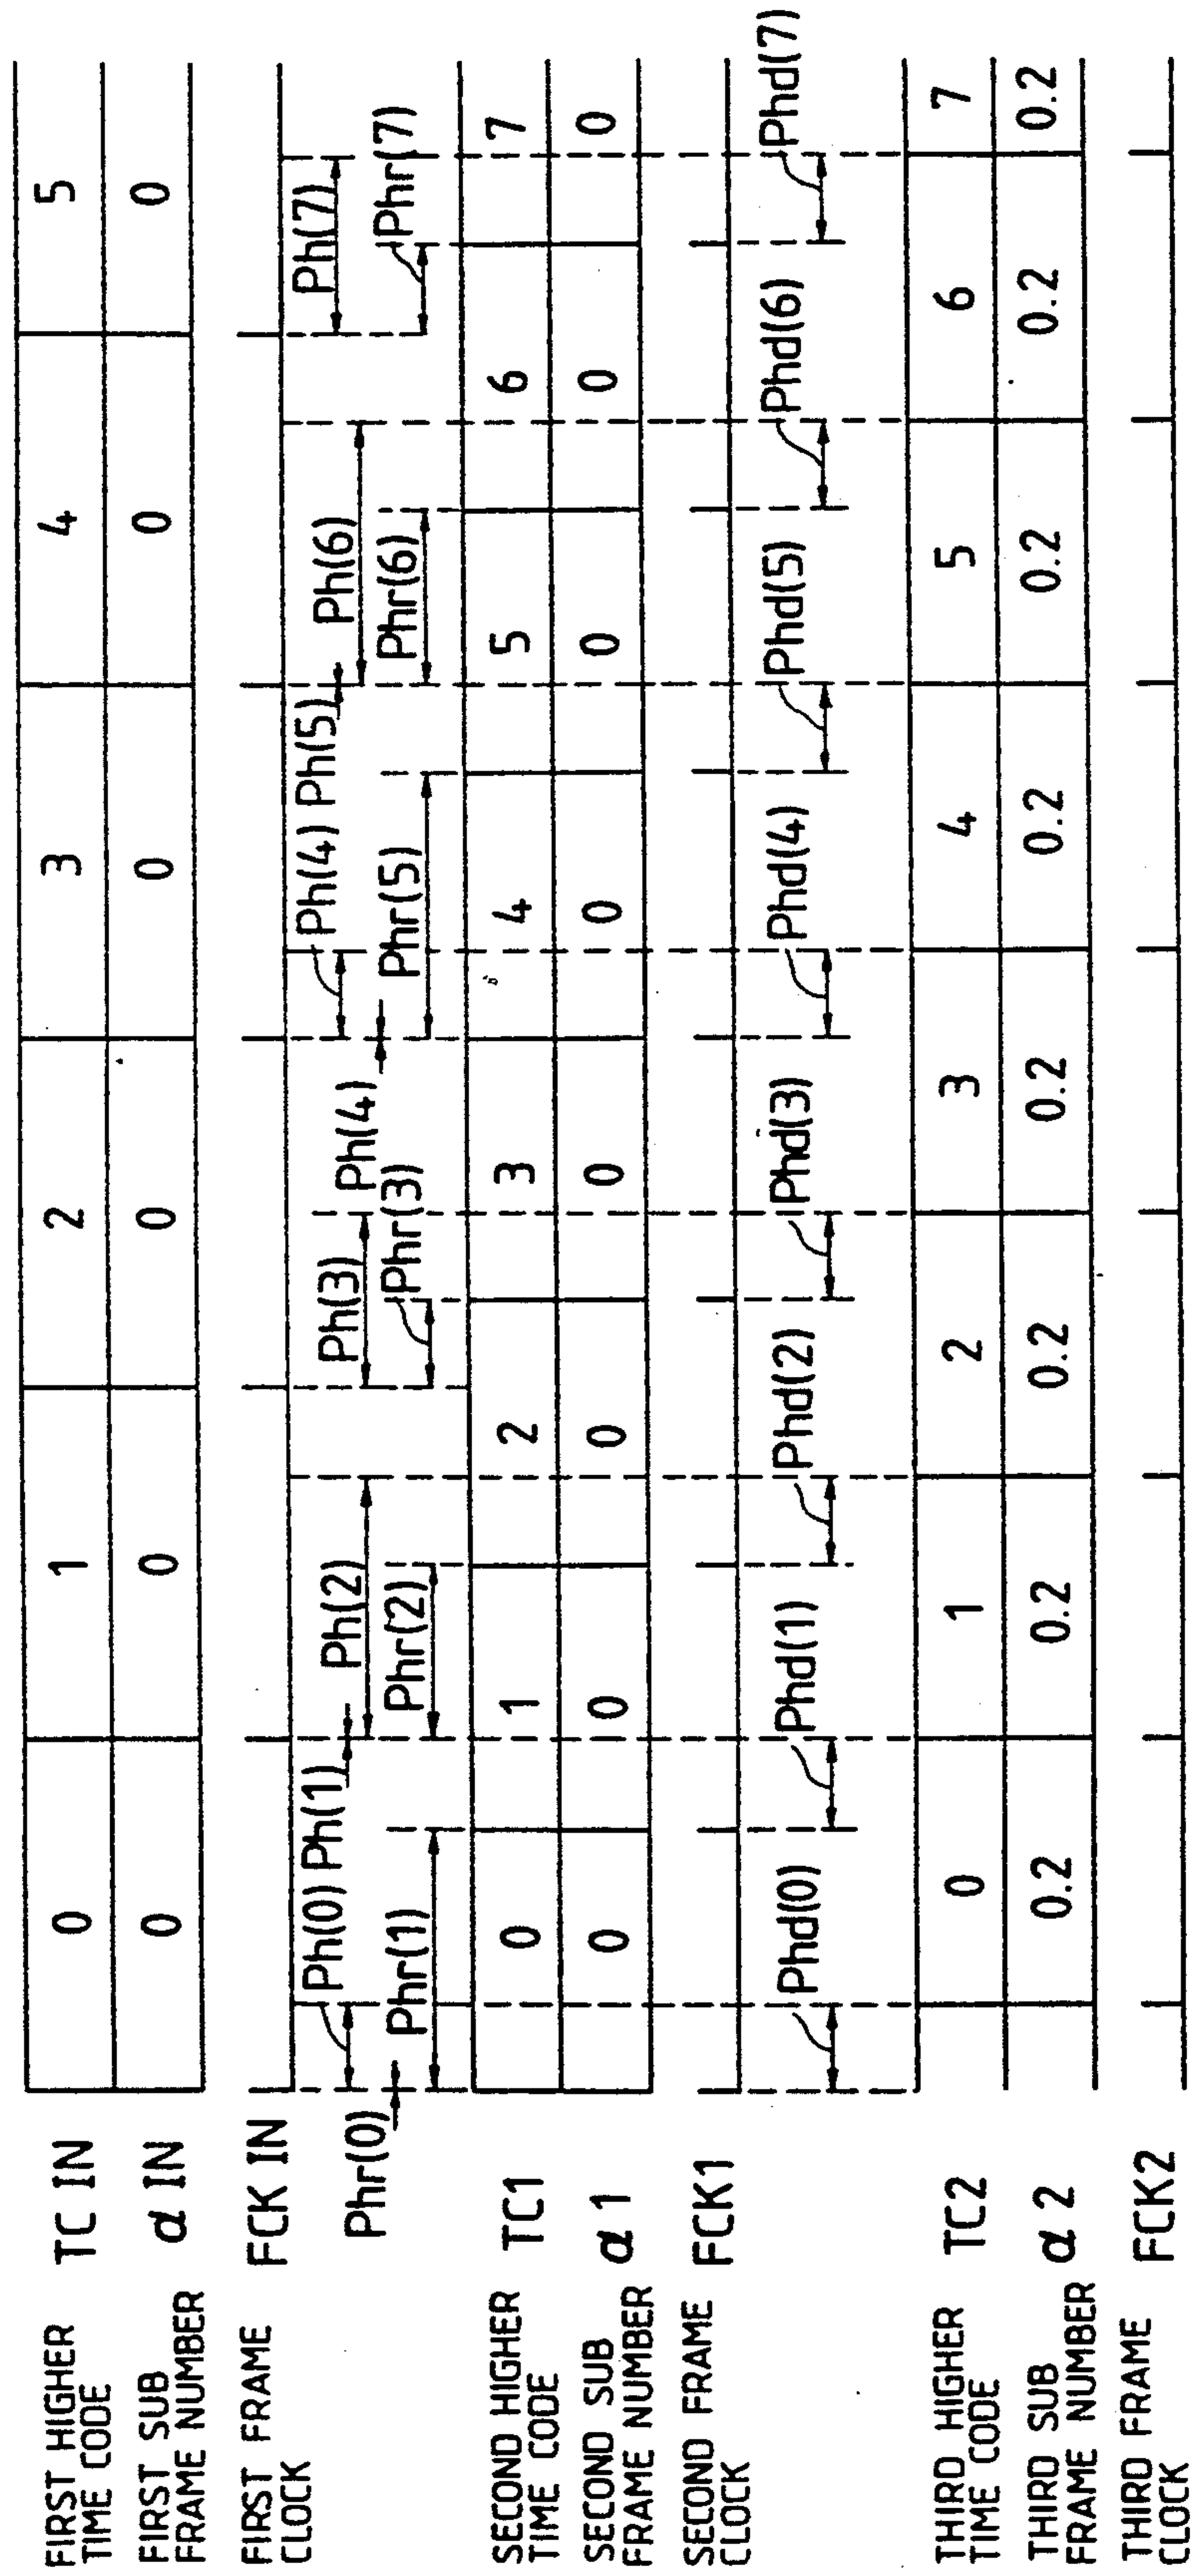 FIRST HIGHER
TIME CODE
TC IN
0 1 2 3 4 5
FIRST SUB
FRAME NUMBER
α IN
0 0 0 0 0 0
FIRST FRAME
CLOCK
FCK IN
Ph(0) Ph(1) Ph(2) Ph(3) Ph(4) Ph(4) Ph(5) Ph(6) Ph(7)
Phr(0) Phr(1) Phr(2) Phr(3) Phr(5) Phr(6) Phr(7)
SECOND HIGHER
TIME CODE
TC1
0 1 2 3 4 5 6 7
SECOND SUB
FRAME NUMBER
α 1
0 0 0 0 0 0 0 0
SECOND FRAME
CLOCK
FCK1
Phd(0) Phd(1) Phd(2) Phd(3) Phd(4) Phd(5) Phd(6) Phd(7)
THIRD HIGHER
TIME CODE
TC2
0 1 2 3 4 5 6 7
THIRD SUB
FRAME NUMBER
α 2
0.2 0.2 0.2 0.2 0.2 0.2 0.2 0.2
THIRD FRAME
CLOCK
FCK2